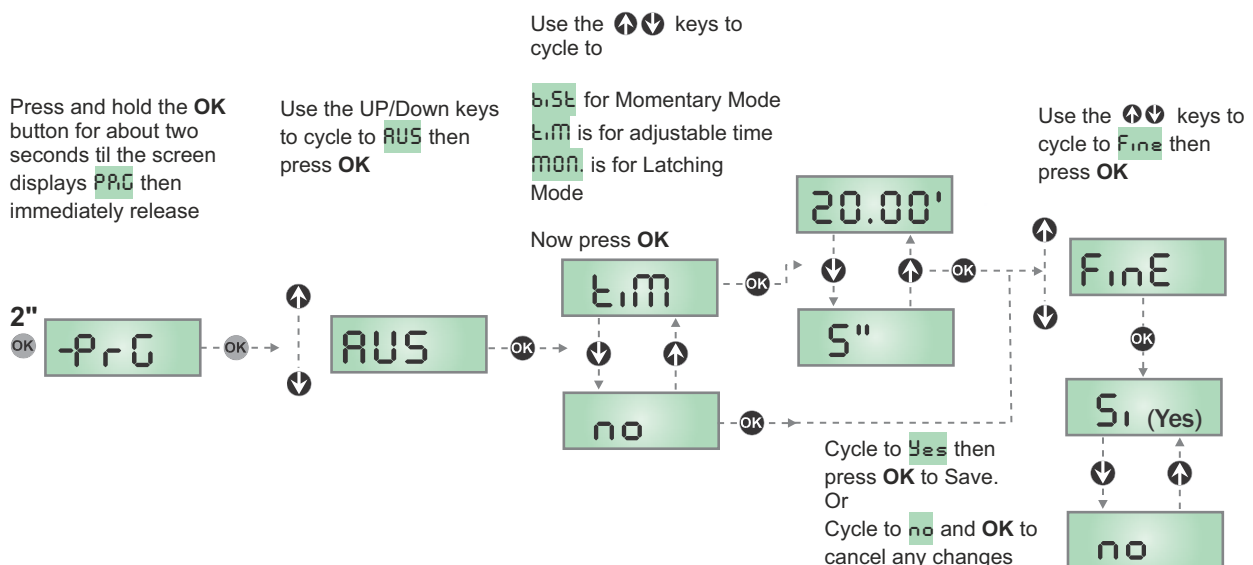 Press and hold the OK
button for about two
seconds til the screen
displays PRG then
immediately release
Use the UP/Down keys
to cycle to AUS then
press OK
Use the keys to
cycle to
biSt for Momentary Mode
tiM is for adjustable time
MON. is for Latching
Mode
Now press OK
Use the keys to
cycle to Fine then
press OK
2"
OK
-PrG
OK
AUS
OK
tiM
no
OK
OK
20.00'
S"
OK
FinE
OK
Si (Yes)
no
Cycle to Yes then
press OK to Save.
Or
Cycle to no and OK to
cancel any changes